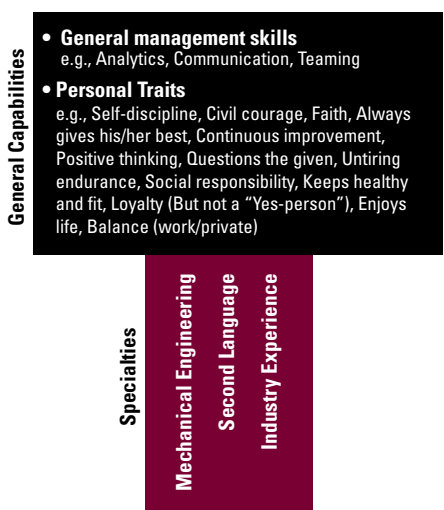 General Capabilities
• General management skills
e.g., Analytics, Communication, Teaming
• Personal Traits
e.g., Self-discipline, Civil courage, Faith, Always
gives his/her best, Continuous improvement,
Positive thinking, Questions the given, Untiring
endurance, Social responsibility, Keeps healthy
and fit, Loyalty (But not a “Yes-person”), Enjoys
life, Balance (work/private)
Specialties
Mechanical Engineering
Second Language
Industry Experience